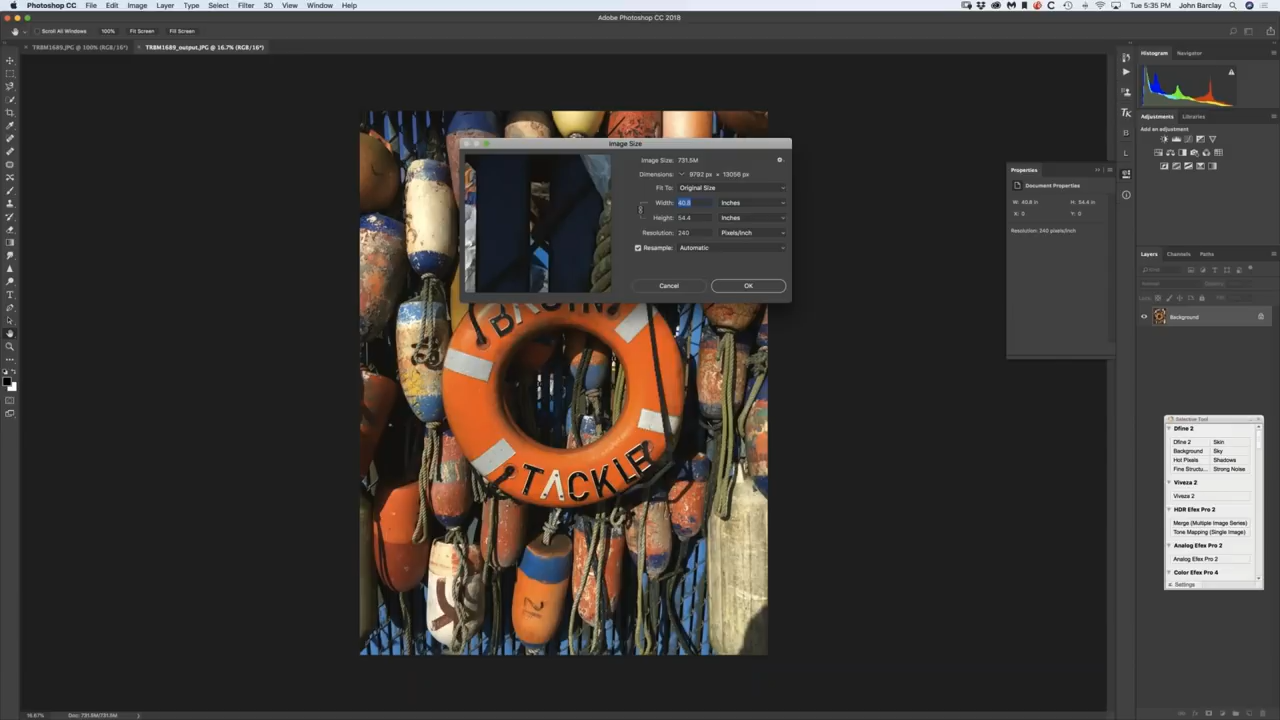 Photoshop CC File Edit Image Layer Type Select Filter 3D View Window Help Tue 5:35 PM John Barclay
Adobe Photoshop CC 2018
Scroll All Windows 100% Fit Screen Fill Screen
TRBM1689.JPG @ 100% (RGB/16*) TRBM1689_output.JPG @ 16.7% (RGB/16*)
Histogram Navigator
Adjustments Libraries
Add an adjustment
TK
B
L
Image Size
Image Size: 731.5M
Dimensions: 9792 px × 13056 px
Fit To: Original Size
Width: 40.8 Inches
Height: 54.4 Inches
Resolution: 240 Pixels/Inch
Resample: Automatic
Cancel OK
Properties
Document Properties
W: 40.8 in H: 54.4 in
X: 0 Y: 0
Resolution: 240 pixels/inch
Layers Channels Paths
Background
TACKLE
12
Selective Tool
Dfine 2
Dfine 2 Skin
Background Sky
Hot Pixels Shadows
Fine Structu... Strong Noise
Viveza 2
Viveza 2
HDR Efex Pro 2
Merge (Multiple Image Series)
Tone Mapping (Single Image)
Analog Efex Pro 2
Analog Efex Pro 2
Color Efex Pro 4
Settings
16.67% Doc: 731.5M/731.5M